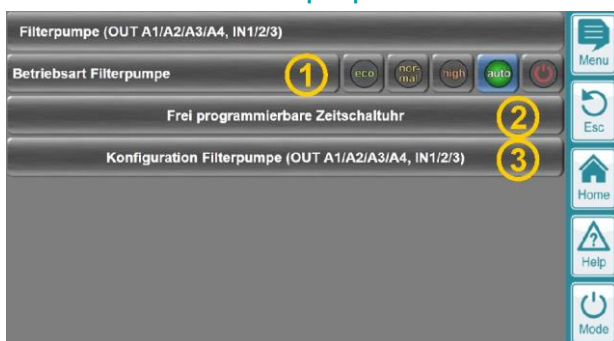 Filterpumpe (OUT A1/A2/A3/A4, IN1/2/3)
Menu
Betriebsart Filterpumpe 1 eco nor-mal high auto
Frei programmierbare Zeitschaltuhr 2
Esc
Konfiguration Filterpumpe (OUT A1/A2/A3/A4, IN1/2/3) 3
Home
Help
Mode